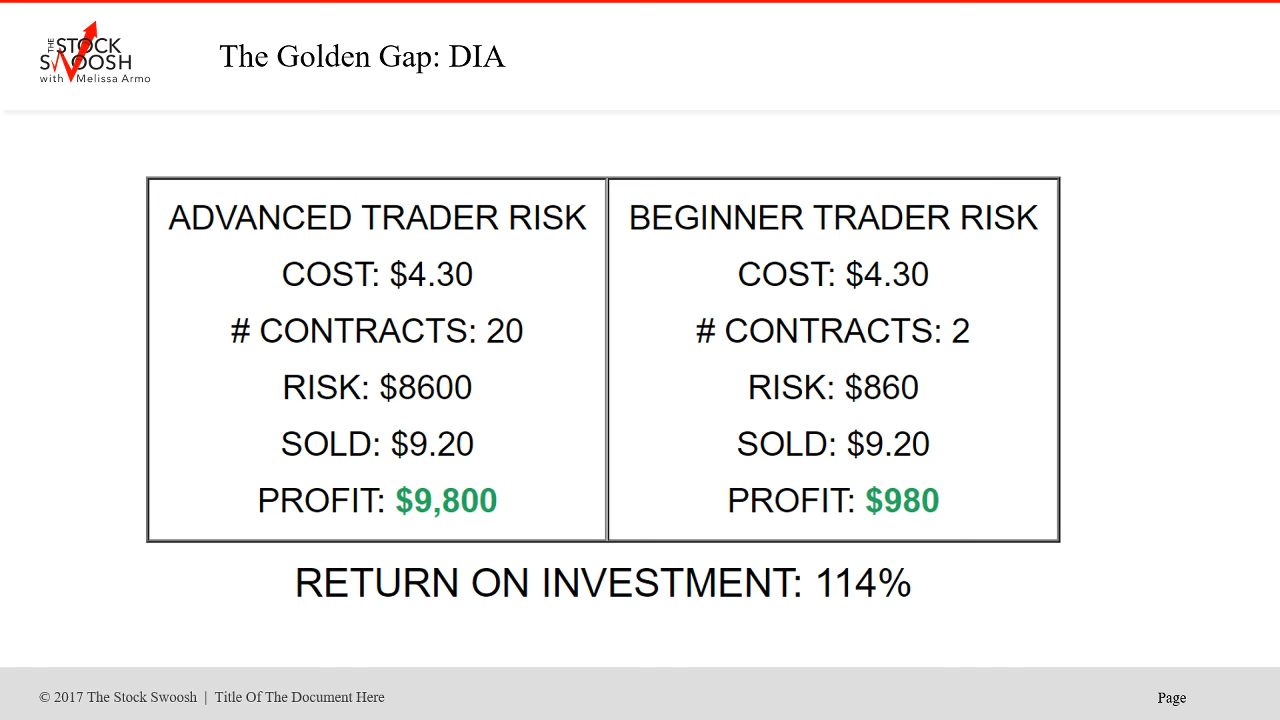 THE STOCK
SWOOSH
with Melissa Armo
The Golden Gap: DIA
ADVANCED TRADER RISK
COST: $4.30
# CONTRACTS: 20
RISK: $8600
SOLD: $9.20
PROFIT: $9,800
BEGINNER TRADER RISK
COST: $4.30
# CONTRACTS: 2
RISK: $860
SOLD: $9.20
PROFIT: $980
RETURN ON INVESTMENT: 114%
© 2017 The Stock Swoosh | Title Of The Document Here
Page